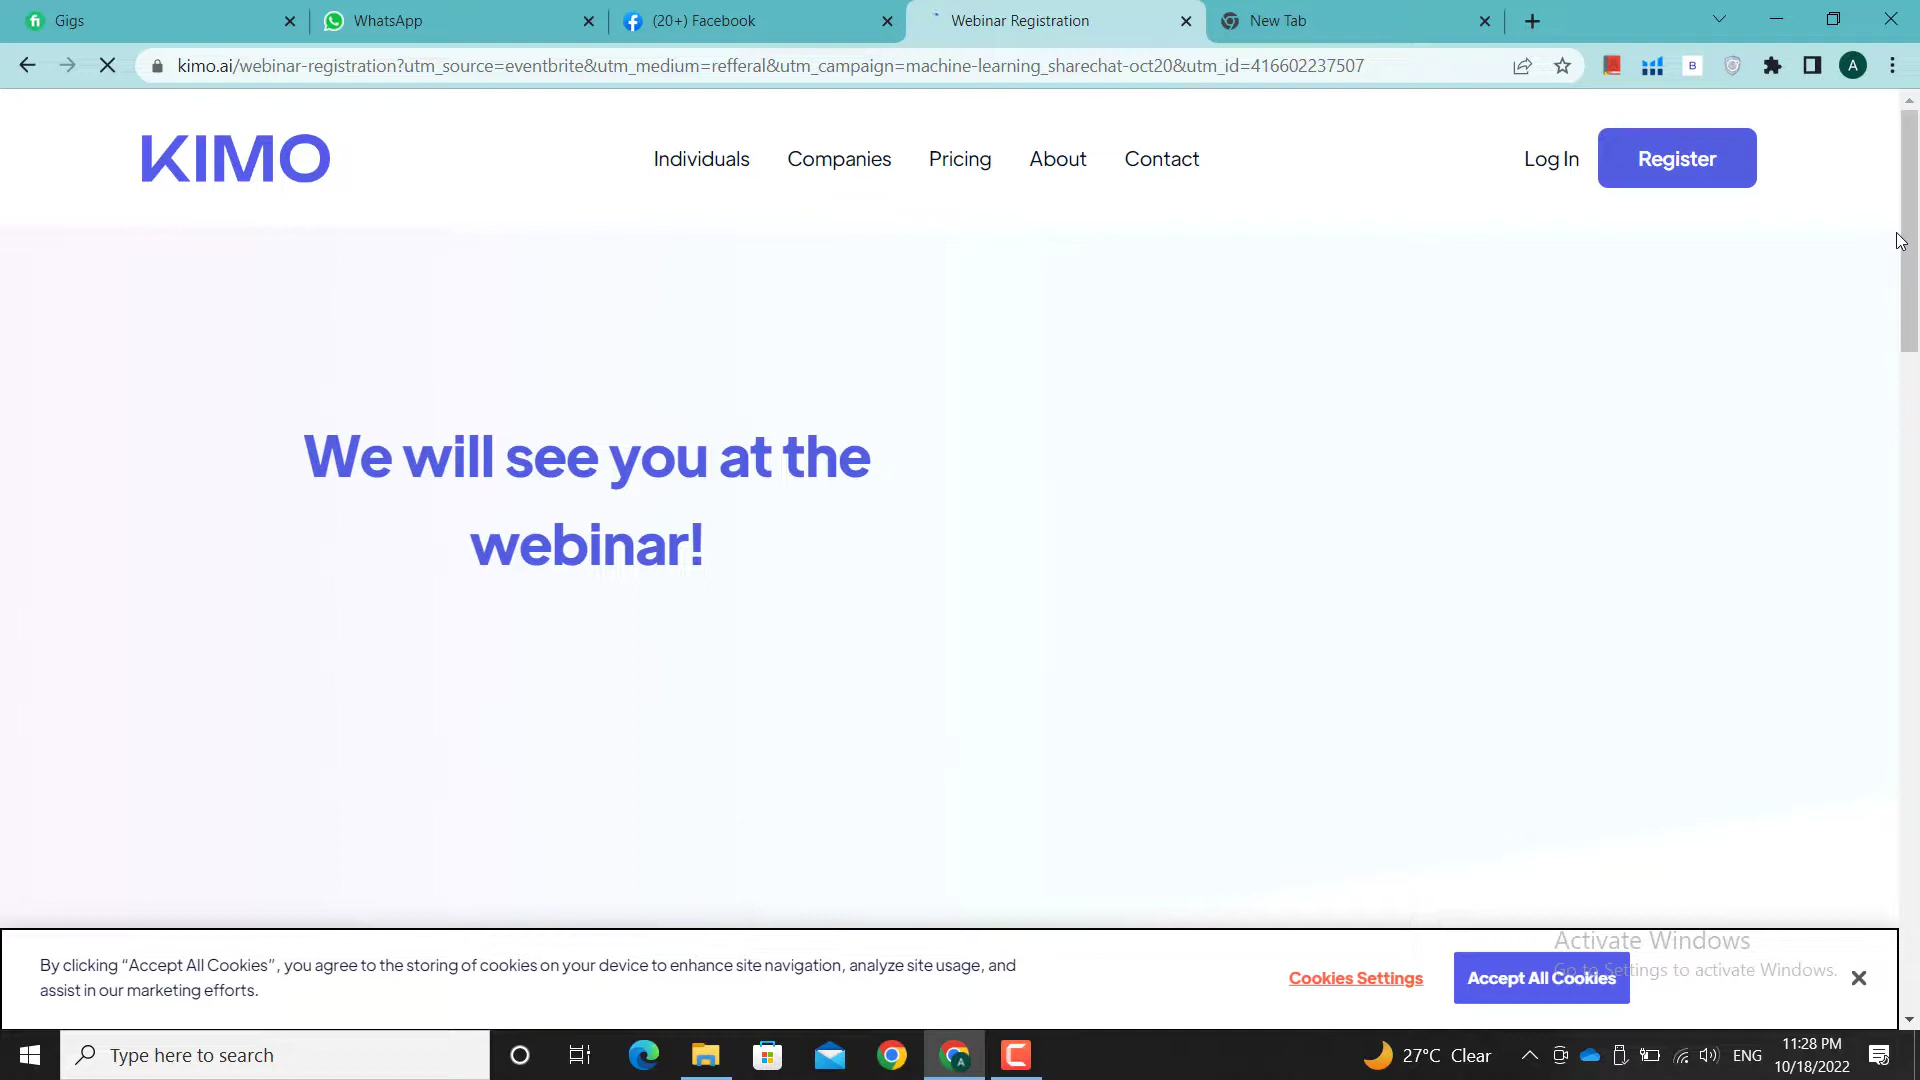 Gigs
WhatsApp
(20+) Facebook
Webinar Registration
New Tab
kimo.ai/webinar-registration?utm_source=eventbrite&utm_medium=refferal&utm_campaign=machine-learning_sharechat-oct20&utm_id=416602237507
B
A
KIMO
Individuals
Companies
Pricing
About
Contact
Log In
Register
We will see you at the
webinar!
By clicking “Accept All Cookies”, you agree to the storing of cookies on your device to enhance site navigation, analyze site usage, and
assist in our marketing efforts.
Cookies Settings
Accept All Cookies
Activate Windows
Go to Settings to activate Windows.
Type here to search
27°C Clear
ENG
11:28 PM
10/18/2022